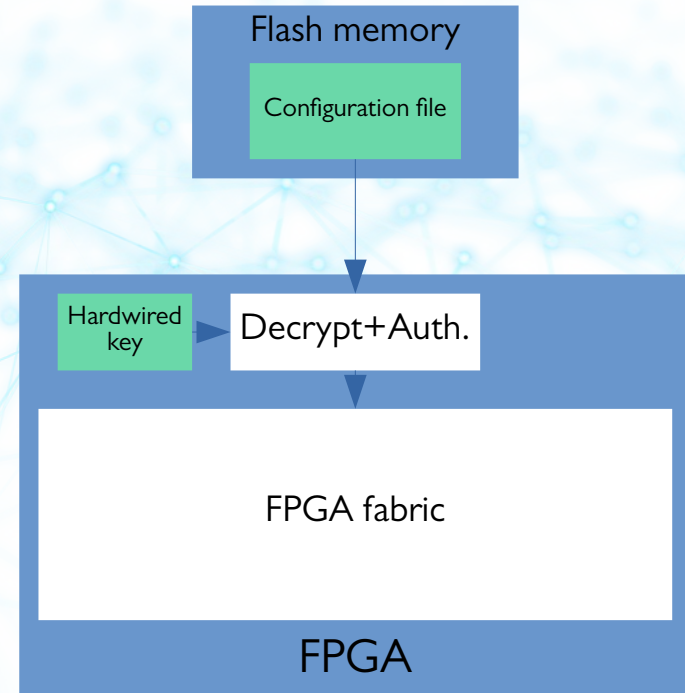 Flash memory
Configuration file
Hardwired
key
Decrypt+Auth.
FPGA fabric
FPGA